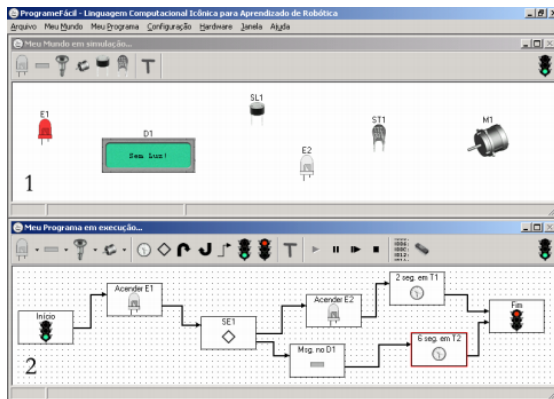 ProgrameFácil - Linguagem Computacional Icônica para Aprendizado de Robótica
Arquivo Meu Mundo Meu Programa Configuração Hardware Janela Ajuda
Meu Mundo em simulação...
T
E1
D1
Sem Luz!
SL1
E2
ST1
M1
1
Meu Programa em execução...
T
Início
Acender E1
SE1
Acender E2
Msg. no D1
2 seg. em T1
6 seg. em T2
Fim
2